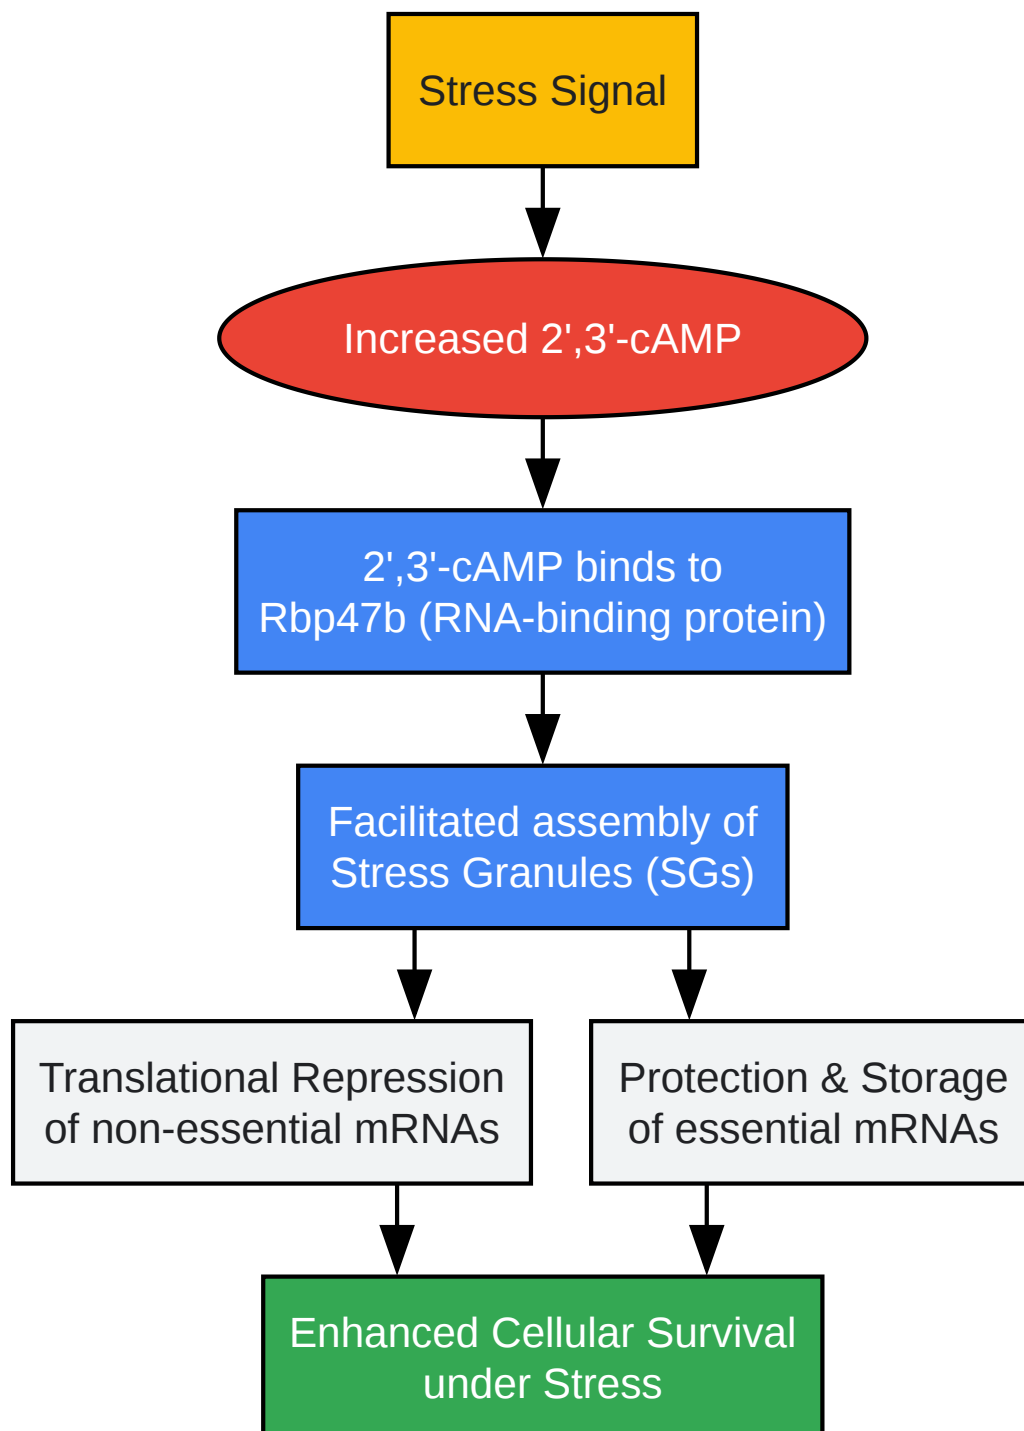 Stress Signal
Increased 2',3'-cAMP
2',3'-cAMP binds to
Rbp47b (RNA-binding protein)
Facilitated assembly of
Stress Granules (SGs)
Translational Repression
of non-essential mRNAs
Protection & Storage
of essential mRNAs
Enhanced Cellular Survival
under Stress